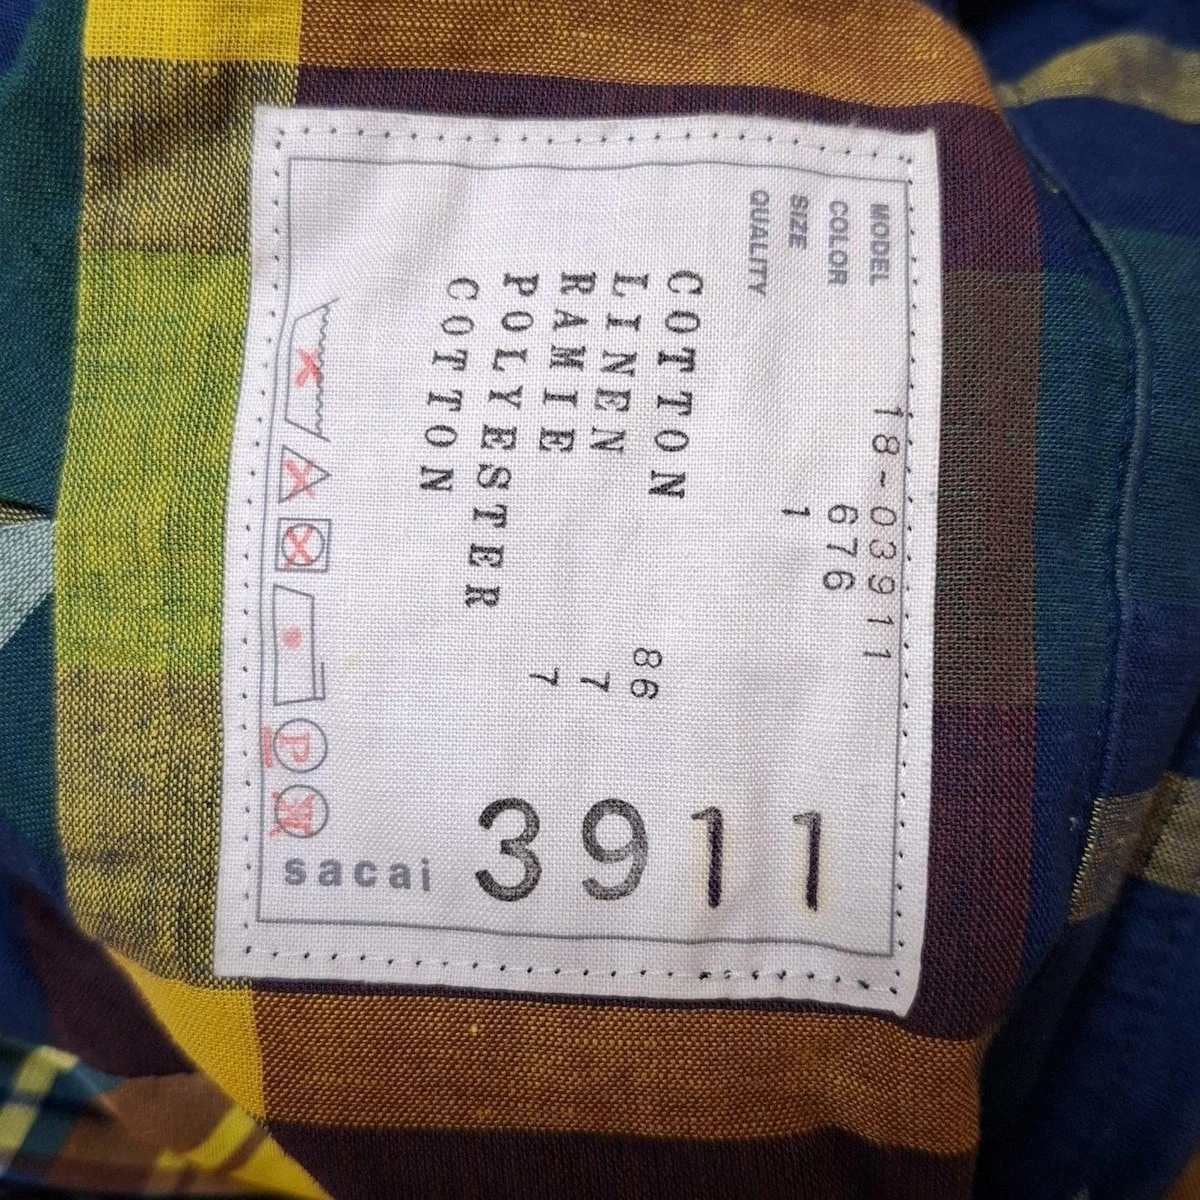 MODEL 18-03911
COLOR 676
SIZE 1
QUALITY
COTTON 86
LINEN 7
RAMIE 7
POLYESTER
COTTON
3911
P
W
sacai